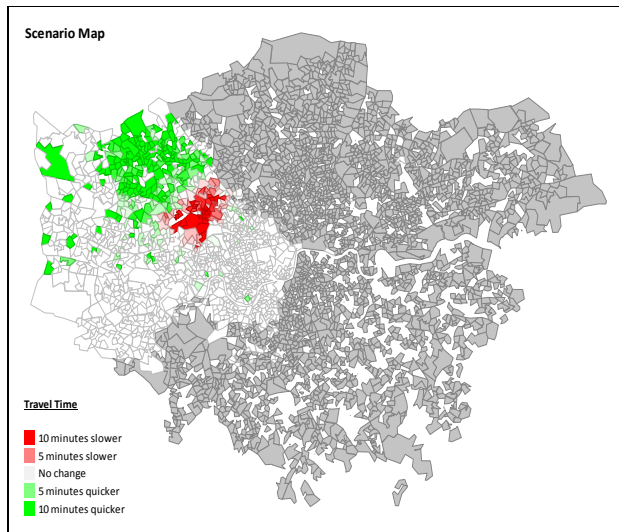 Scenario Map
Travel Time
10 minutes slower
5 minutes slower
No change
5 minutes quicker
10 minutes quicker